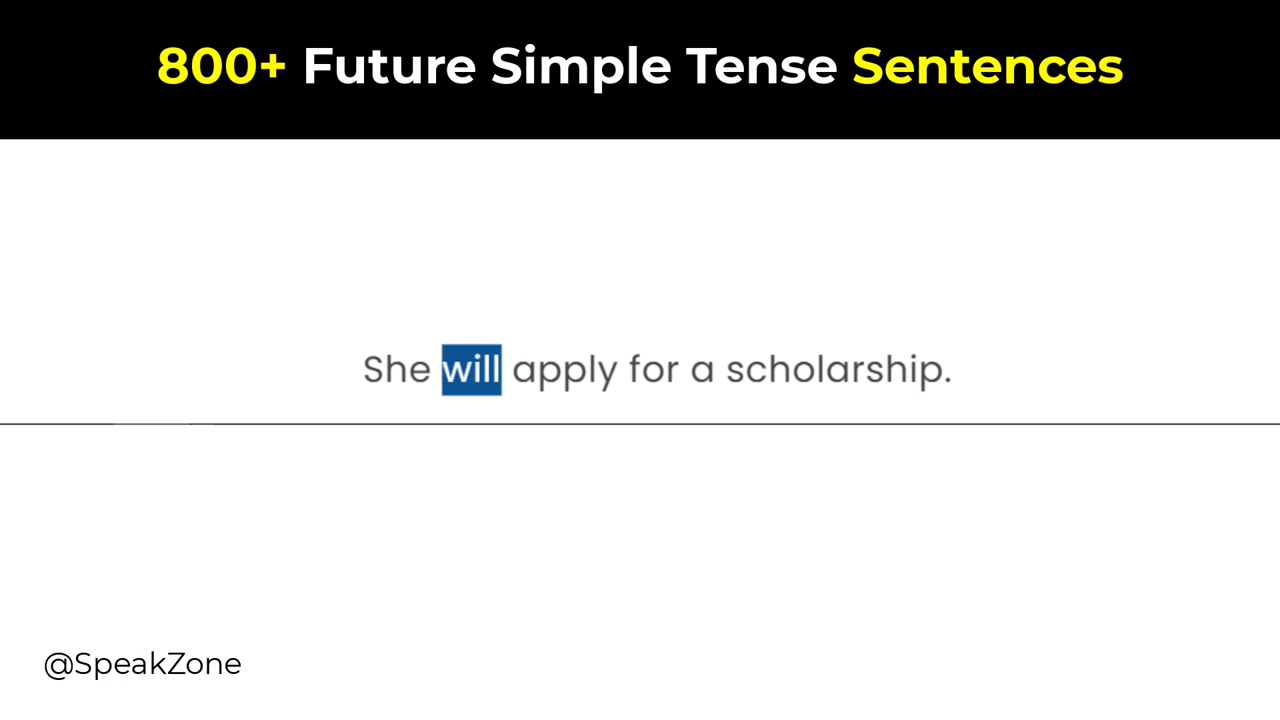 800+ Future Simple Tense Sentences
She will apply for a scholarship.
@SpeakZone